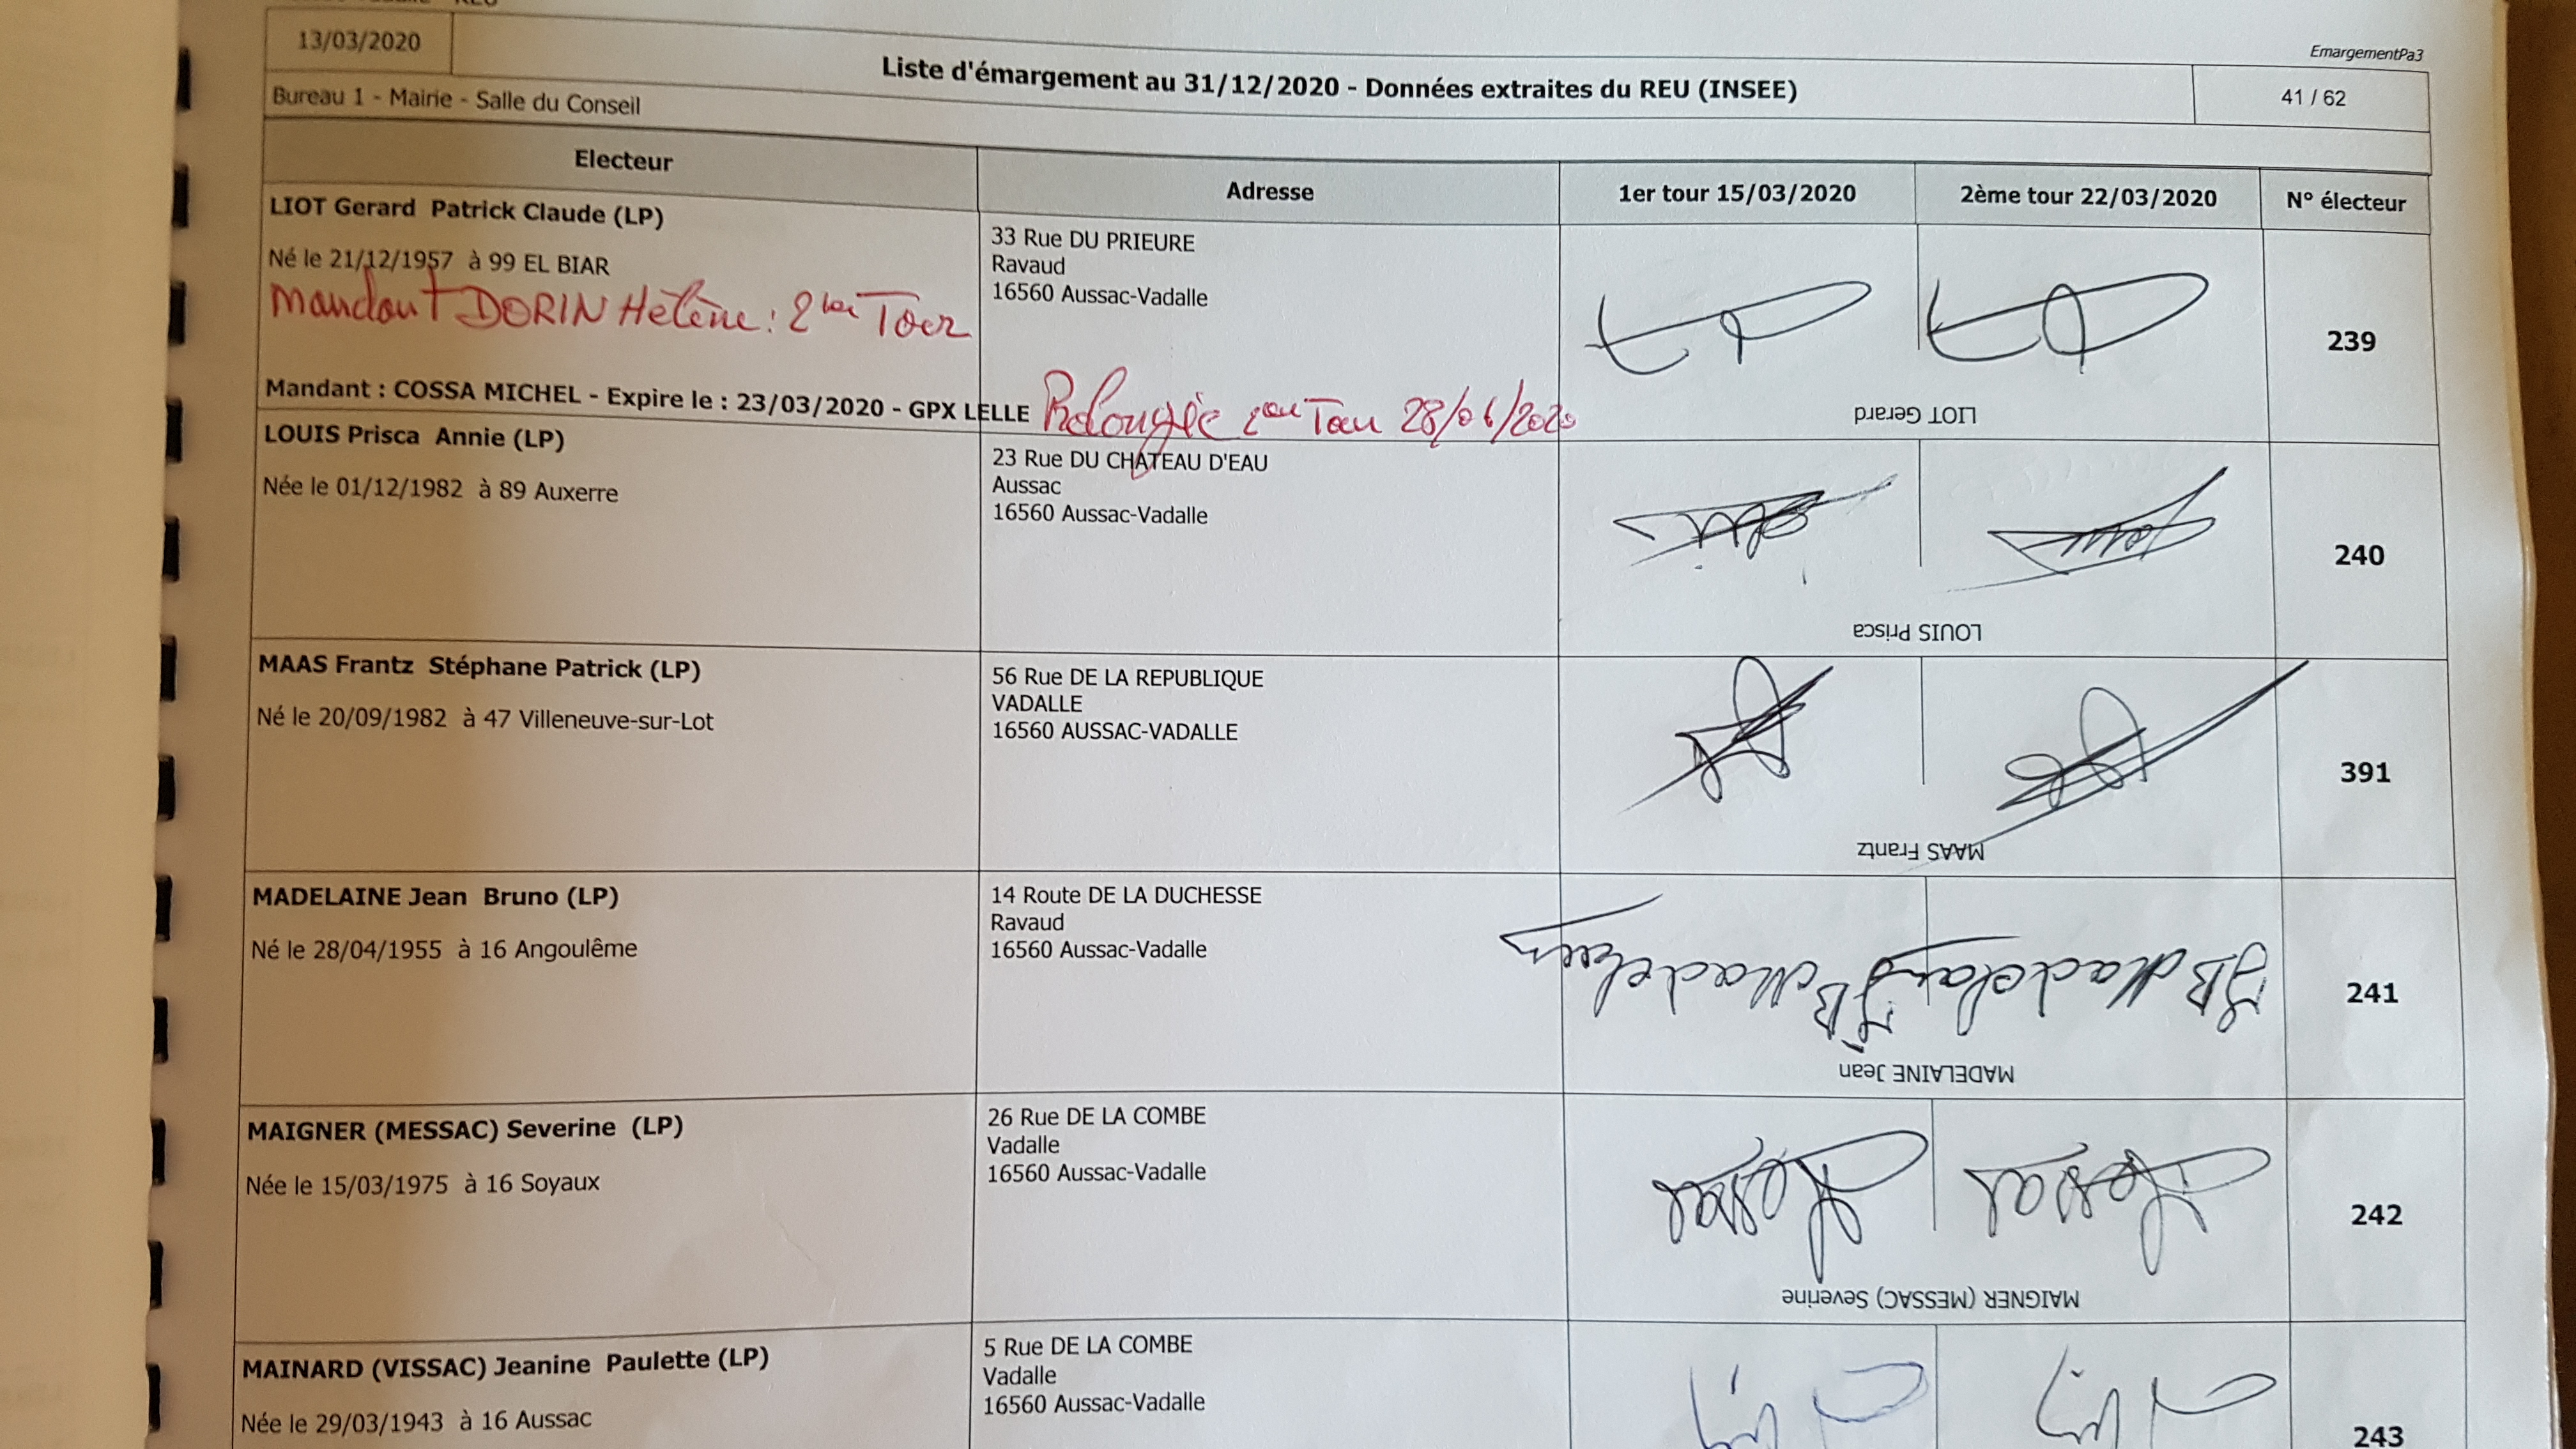 13/03/2020
EmargementPa3
Liste d'émargement au 31/12/2020 - Données extraites du REU (INSEE)
41 / 62
Bureau 1 - Mairie - Salle du Conseil
Electeur
Adresse
1er tour 15/03/2020
2ème tour 22/03/2020
N° électeur
LIOT Gerard Patrick Claude (LP)
Né le 21/12/1957 à 99 EL BIAR
Mandant DORIN Hélène : 2 Tour
33 Rue DU PRIEURE
Ravaud
16560 Aussac-Vadalle
239
Mandant : COSSA MICHEL - Expire le : 23/03/2020 - GPX LELLE
Tour 28/06/2020
LIOT Gerard
LOUIS Prisca Annie (LP)
Née le 01/12/1982 à 89 Auxerre
23 Rue DU CHATEAU D'EAU
Aussac
16560 Aussac-Vadalle
240
LOUIS Prisca
MAAS Frantz Stéphane Patrick (LP)
Né le 20/09/1982 à 47 Villeneuve-sur-Lot
56 Rue DE LA REPUBLIQUE
VADALLE
16560 AUSSAC-VADALLE
391
MAAS Frantz
MADELAINE Jean Bruno (LP)
Né le 28/04/1955 à 16 Angoulême
14 Route DE LA DUCHESSE
Ravaud
16560 Aussac-Vadalle
JB Madelaine
JB Madelaine
241
MADELAINE Jean
MAIGNER (MESSAC) Severine (LP)
Née le 15/03/1975 à 16 Soyaux
26 Rue DE LA COMBE
Vadalle
16560 Aussac-Vadalle
242
MAIGNER (MESSAC) Severine
MAINARD (VISSAC) Jeanine Paulette (LP)
Née le 29/03/1943 à 16 Aussac
5 Rue DE LA COMBE
Vadalle
16560 Aussac-Vadalle
243